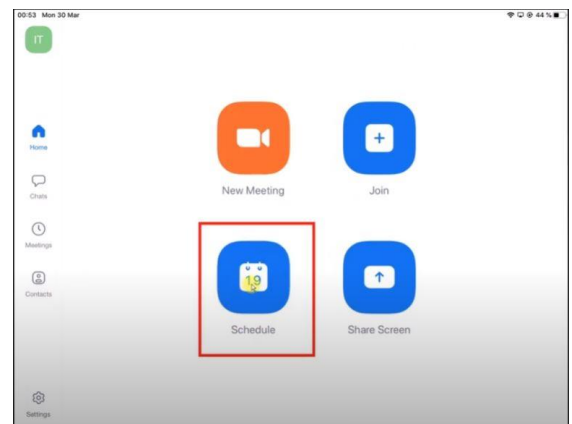 00:53 Mon 30 Mar
44 %
IT
Home
Chats
Meetings
Contacts
Settings
New Meeting
Join
19
Schedule
Share Screen